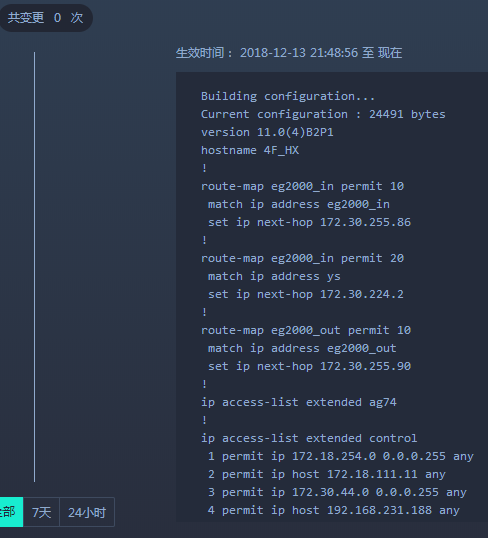 共变更 0 次
生效时间： 2018-12-13 21:48:56 至 现在
Building configuration...
Current configuration : 24491 bytes
version 11.0(4)B2P1
hostname 4F_HX
!
route-map eg2000_in permit 10
 match ip address eg2000_in
 set ip next-hop 172.30.255.86
!
route-map eg2000_in permit 20
 match ip address ys
 set ip next-hop 172.30.224.2
!
route-map eg2000_out permit 10
 match ip address eg2000_out
 set ip next-hop 172.30.255.90
!
ip access-list extended ag74
!
ip access-list extended control
 1 permit ip 172.18.254.0 0.0.0.255 any
 2 permit ip host 172.18.111.11 any
 3 permit ip 172.30.44.0 0.0.0.255 any
 4 permit ip host 192.168.231.188 any
全部 7天 24小时